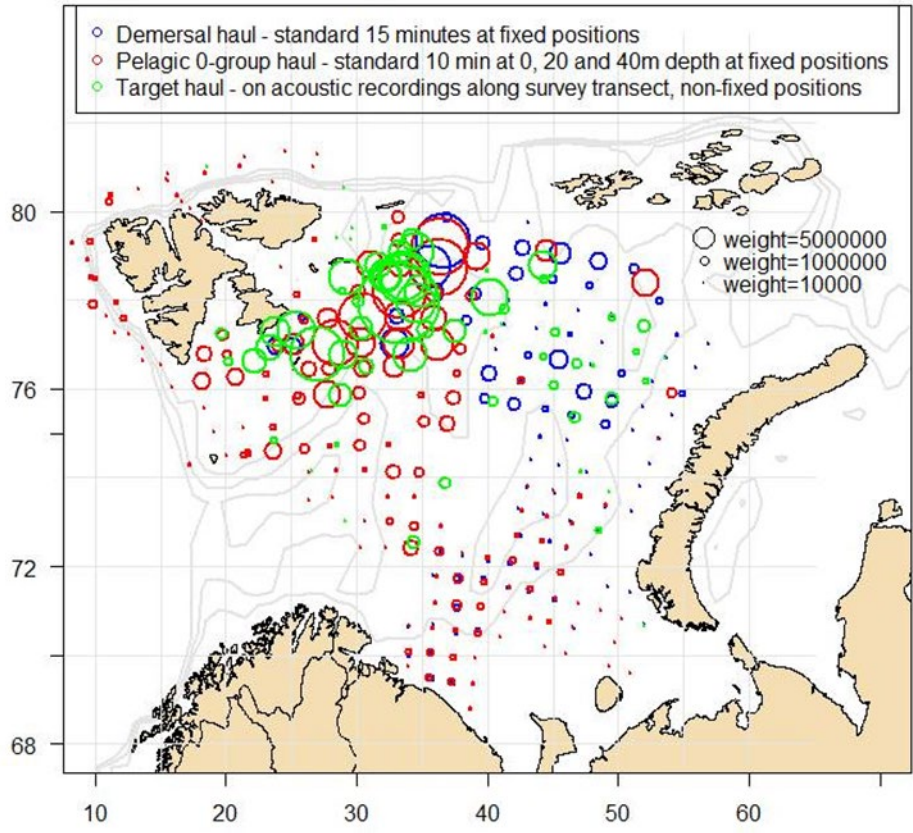 Demersal haul - standard 15 minutes at fixed positions
Pelagic 0-group haul - standard 10 min at 0, 20 and 40m depth at fixed positions
Target haul - on acoustic recordings along survey transect, non-fixed positions
80
weight=5000000
weight=1000000
weight=10000
76
72
68
10 20 30 40 50 60